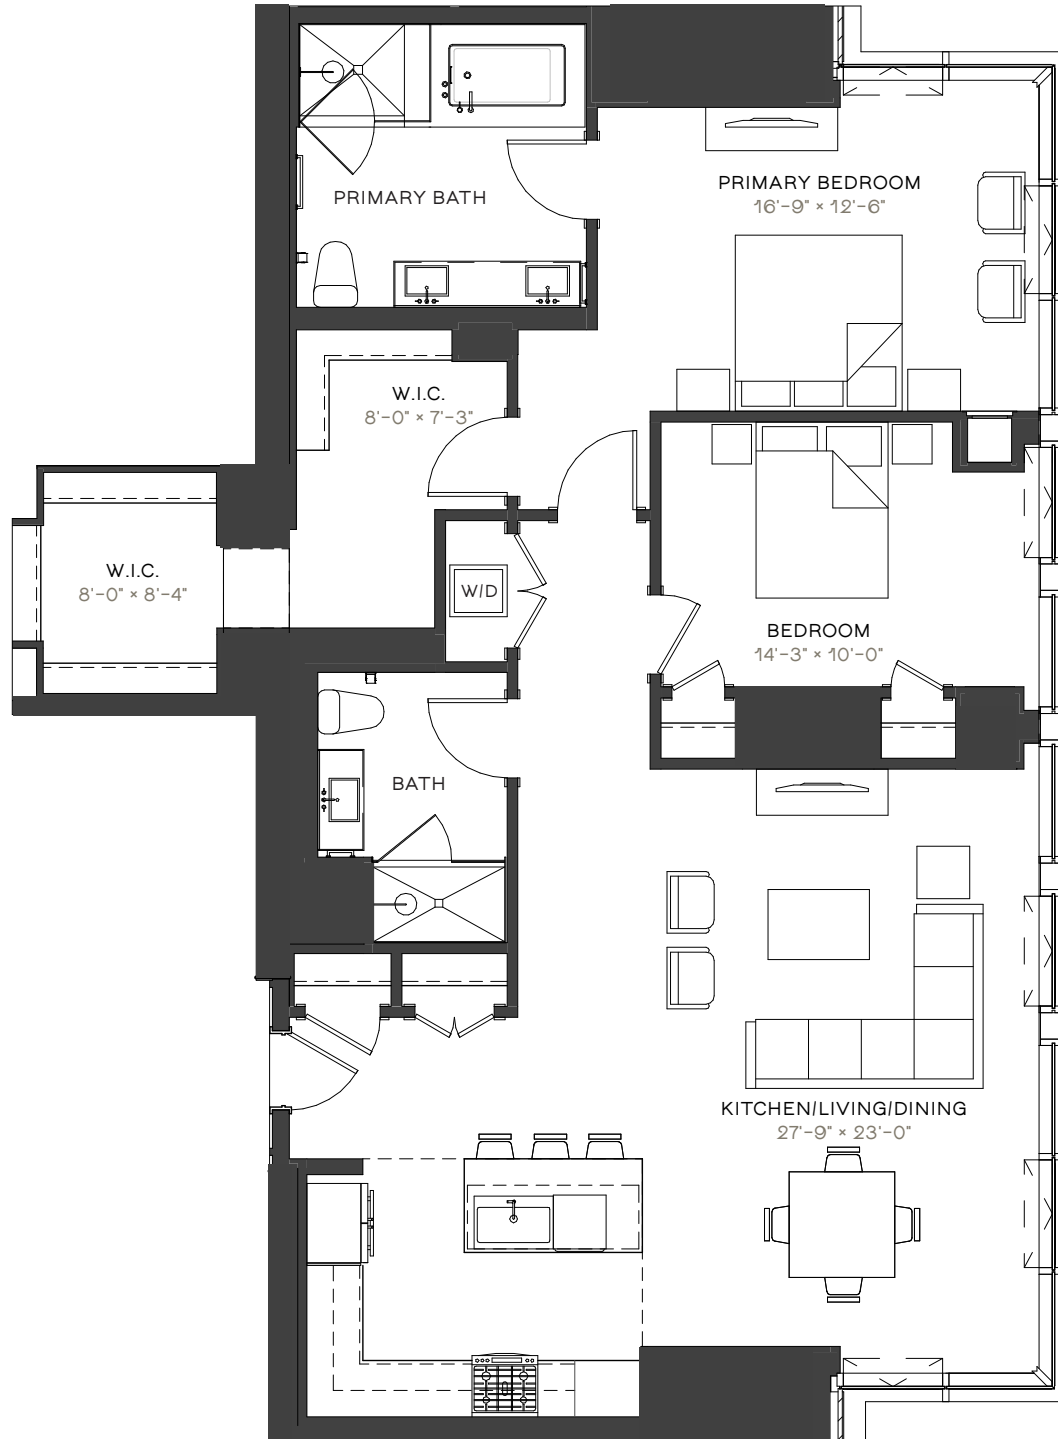 PRIMARY BATH
PRIMARY BEDROOM
16'-9" × 12'-6"
W.I.C.
8'-0" × 7'-3"
W.I.C.
8'-0" × 8'-4"
W/D
BEDROOM
14'-3" × 10'-0"
BATH
KITCHEN/LIVING/DINING
27'-9" × 23'-0"